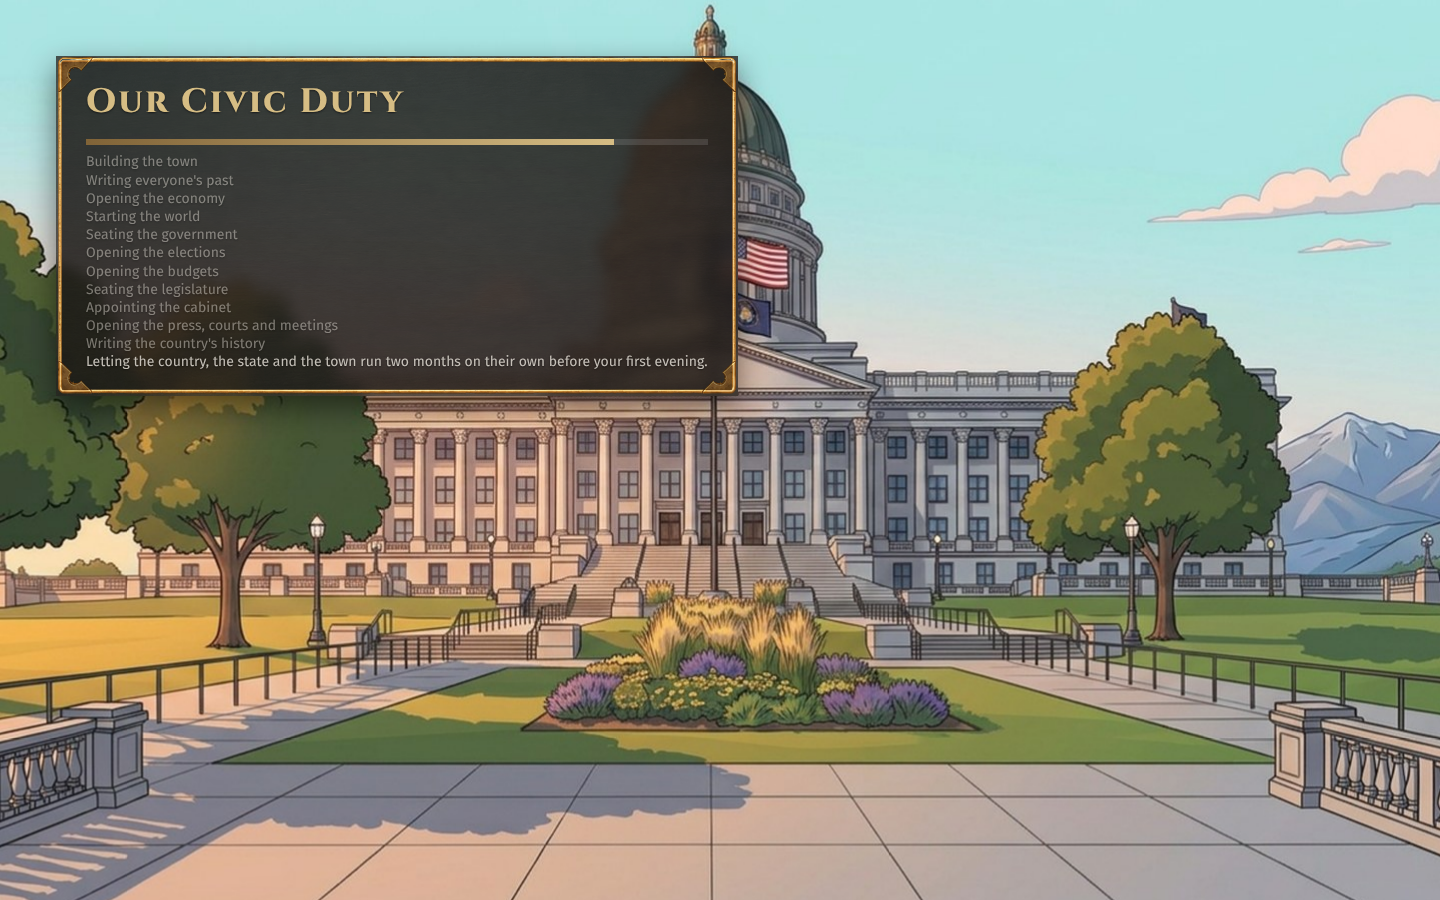 Our Civic Duty
Building the town
Writing everyone's past
Opening the economy
Starting the world
Seating the government
Opening the elections
Opening the budgets
Seating the legislature
Appointing the cabinet
Opening the press, courts and meetings
Writing the country's history
Letting the country, the state and the town run two months on their own before your first evening.